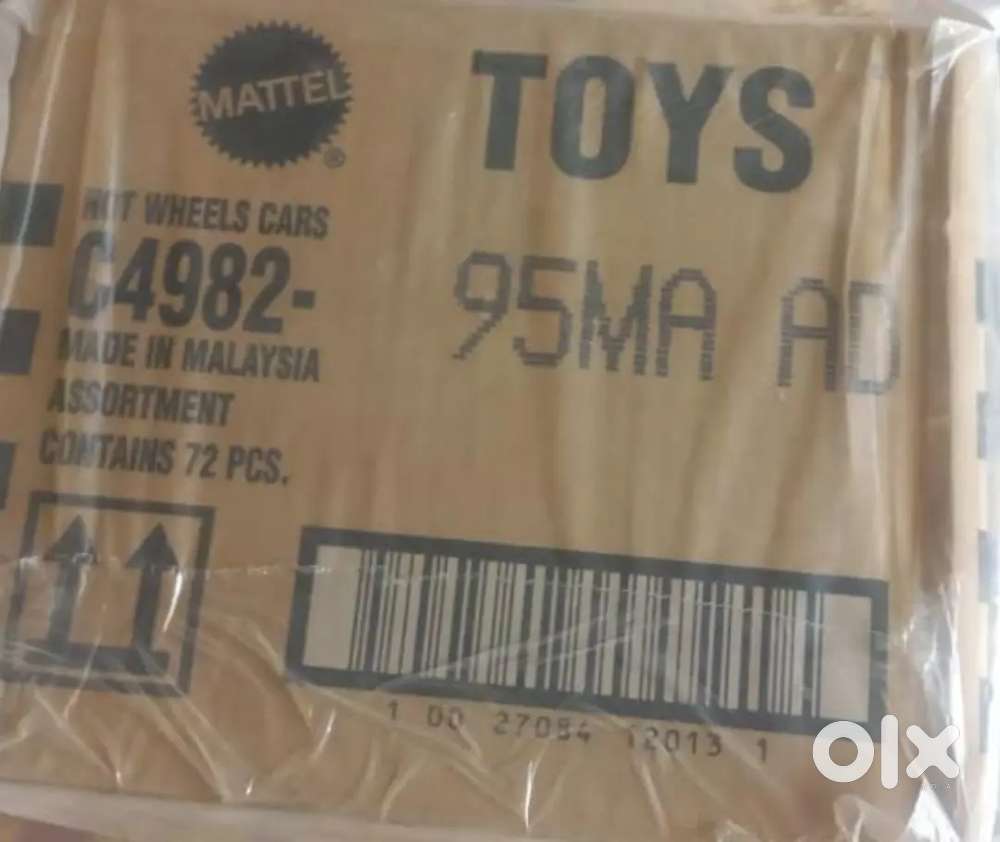 MATTEL
®
TOYS
HOT WHEELS CARS
C4982-
95MA AD
MADE IN MALAYSIA
ASSORTMENT
CONTAINS 72 PCS.
1 00 27084 12013 1
olx